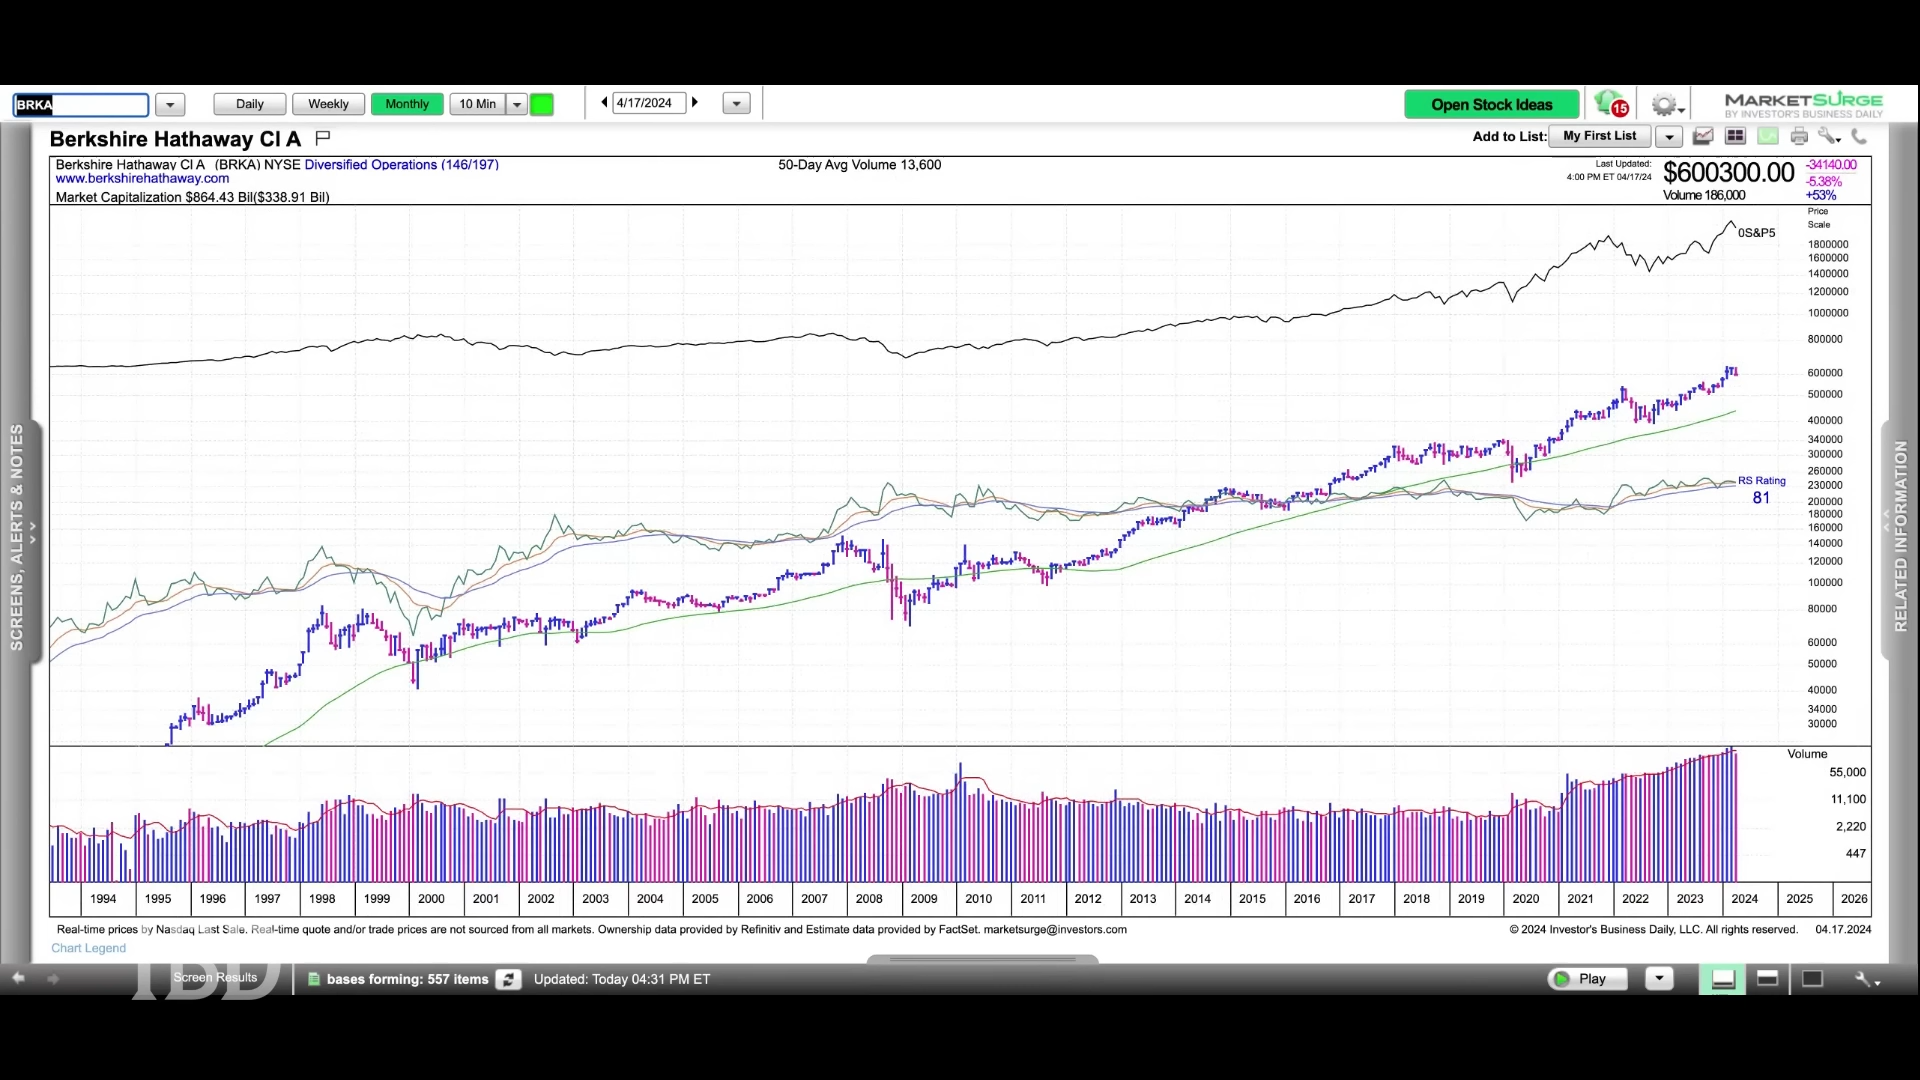 BRKA
Daily
Weekly
Monthly
10 Min
4/17/2024
Open Stock Ideas
15
MARKETSURGE
BY INVESTOR'S BUSINESS DAILY
Berkshire Hathaway Cl A
Add to List:
My First List
Berkshire Hathaway Cl A (BRKA) NYSE Diversified Operations (146/197)
50-Day Avg Volume 13,600
www.berkshirehathaway.com
Market Capitalization $864.43 Bil($338.91 Bil)
Last Updated:
4:00 PM ET 04/17/24
$600300.00
Volume 186,000
-34140.00
-5.38%
+53%
Price
Scale
0S&P5
1800000
1600000
1400000
1200000
1000000
800000
600000
500000
400000
340000
300000
260000
230000
200000
180000
160000
140000
120000
100000
80000
60000
50000
40000
34000
30000
RS Rating
81
SCREENS, ALERTS & NOTES
RELATED INFORMATION
Volume
55,000
11,100
2,220
447
1994 1995 1996 1997 1998 1999 2000 2001 2002 2003 2004 2005 2006 2007 2008 2009 2010 2011 2012 2013 2014 2015 2016 2017 2018 2019 2020 2021 2022 2023 2024 2025 2026
Real-time prices by Nasdaq Last Sale. Real-time quote and/or trade prices are not sourced from all markets. Ownership data provided by Refinitiv and Estimate data provided by FactSet. marketsurge@investors.com
© 2024 Investor's Business Daily, LLC. All rights reserved. 04.17.2024
Chart Legend
IBD
Screen Results
bases forming: 557 items
Updated: Today 04:31 PM ET
Play